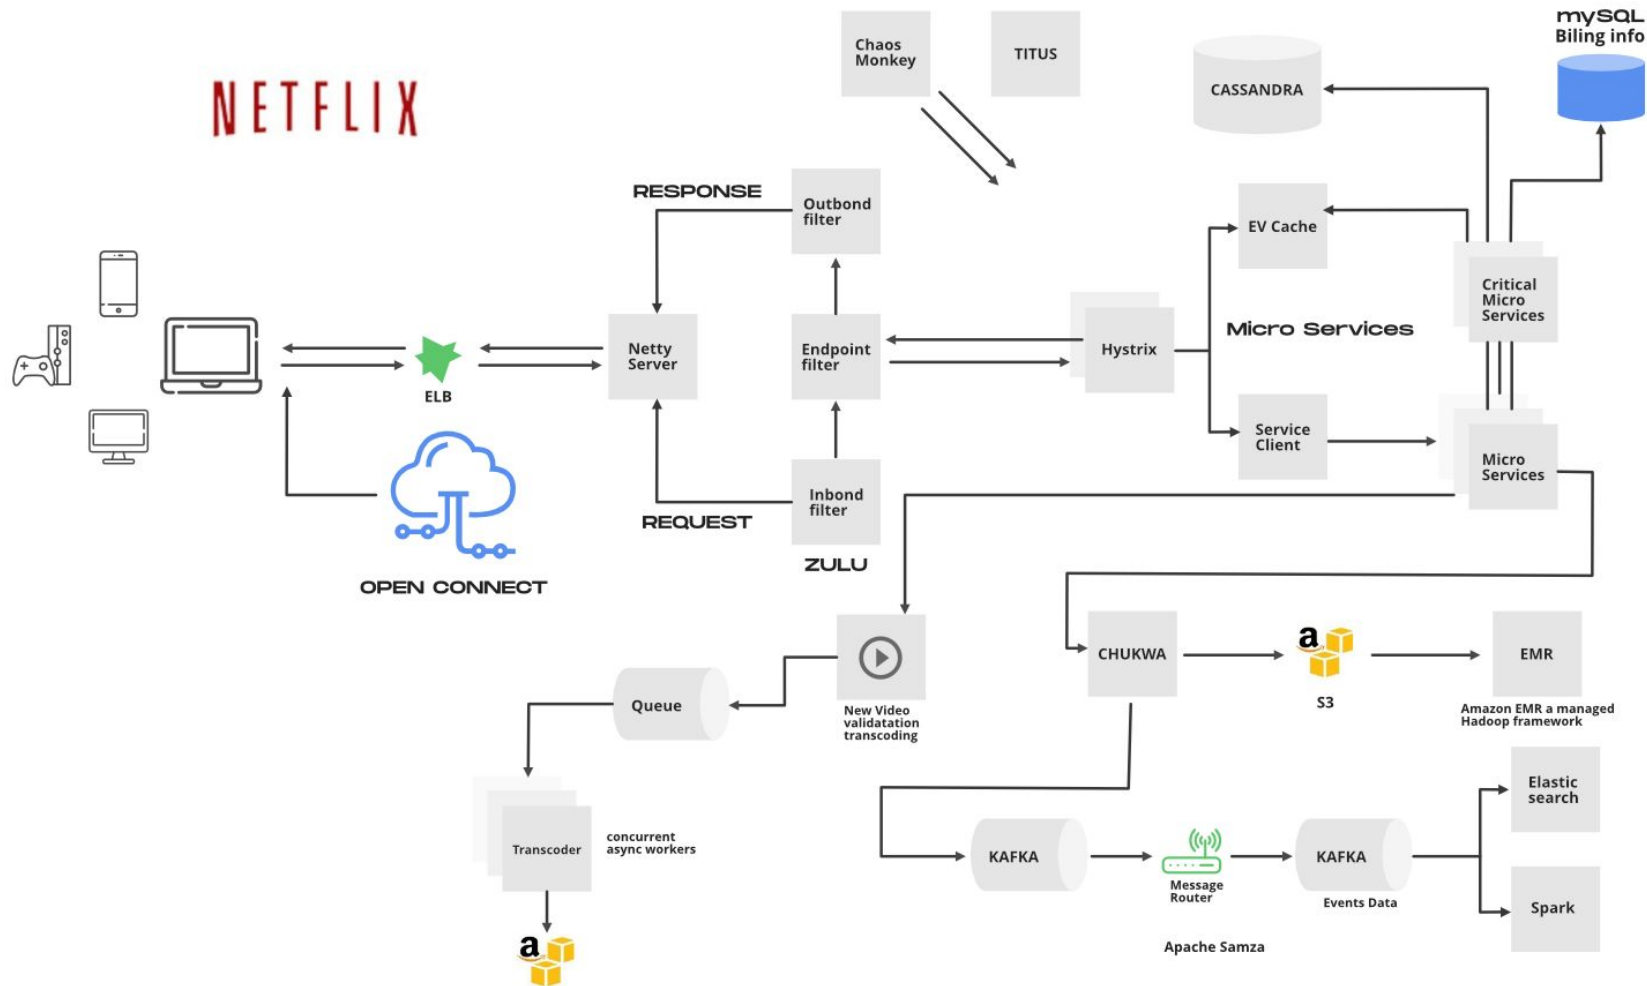 mySQL
Biling info
Chaos
Monkey
TITUS
CASSANDRA
NETFLIX
RESPONSE
Outbond
filter
EV Cache
Critical
Micro
Services
Netty
Server
Endpoint
filter
Hystrix
Micro Services
ELB
Service
Client
Micro
Services
Inbond
filter
REQUEST
ZULU
OPEN CONNECT
CHUKWA
a
S3
EMR
Amazon EMR a managed
Hadoop framework
Queue
New Video
validatation
transcoding
Elastic
search
Transcoder
concurrent
async workers
KAFKA
Message
Router
KAFKA
Events Data
Spark
Apache Samza
a